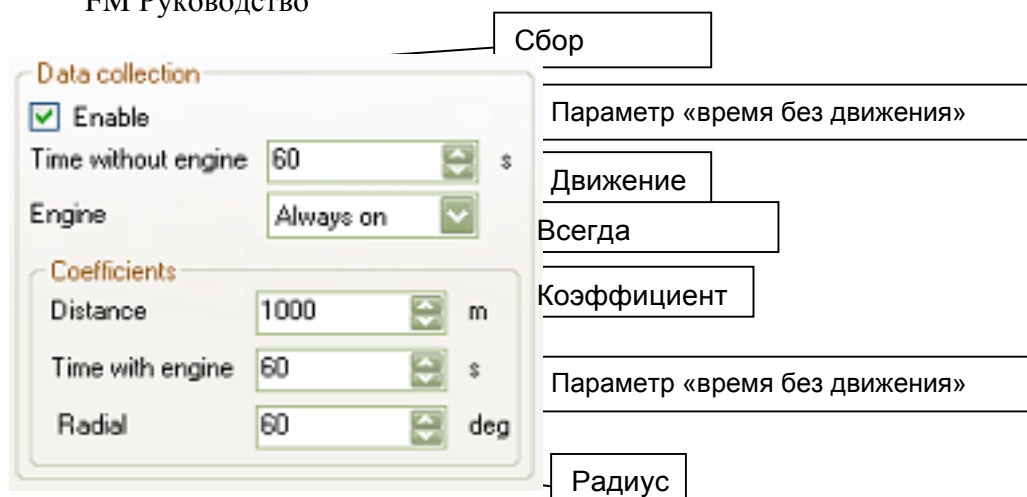 FM Руководство
Сбор
Data collection
Enable
Параметр «время без движения»
Time without engine 60 s
Движение
Engine Always on
Всегда
Coefficients
Коэффициент
Distance 1000 m
Time with engine 60 s
Параметр «время без движения»
Radial 60 deg
Радиус